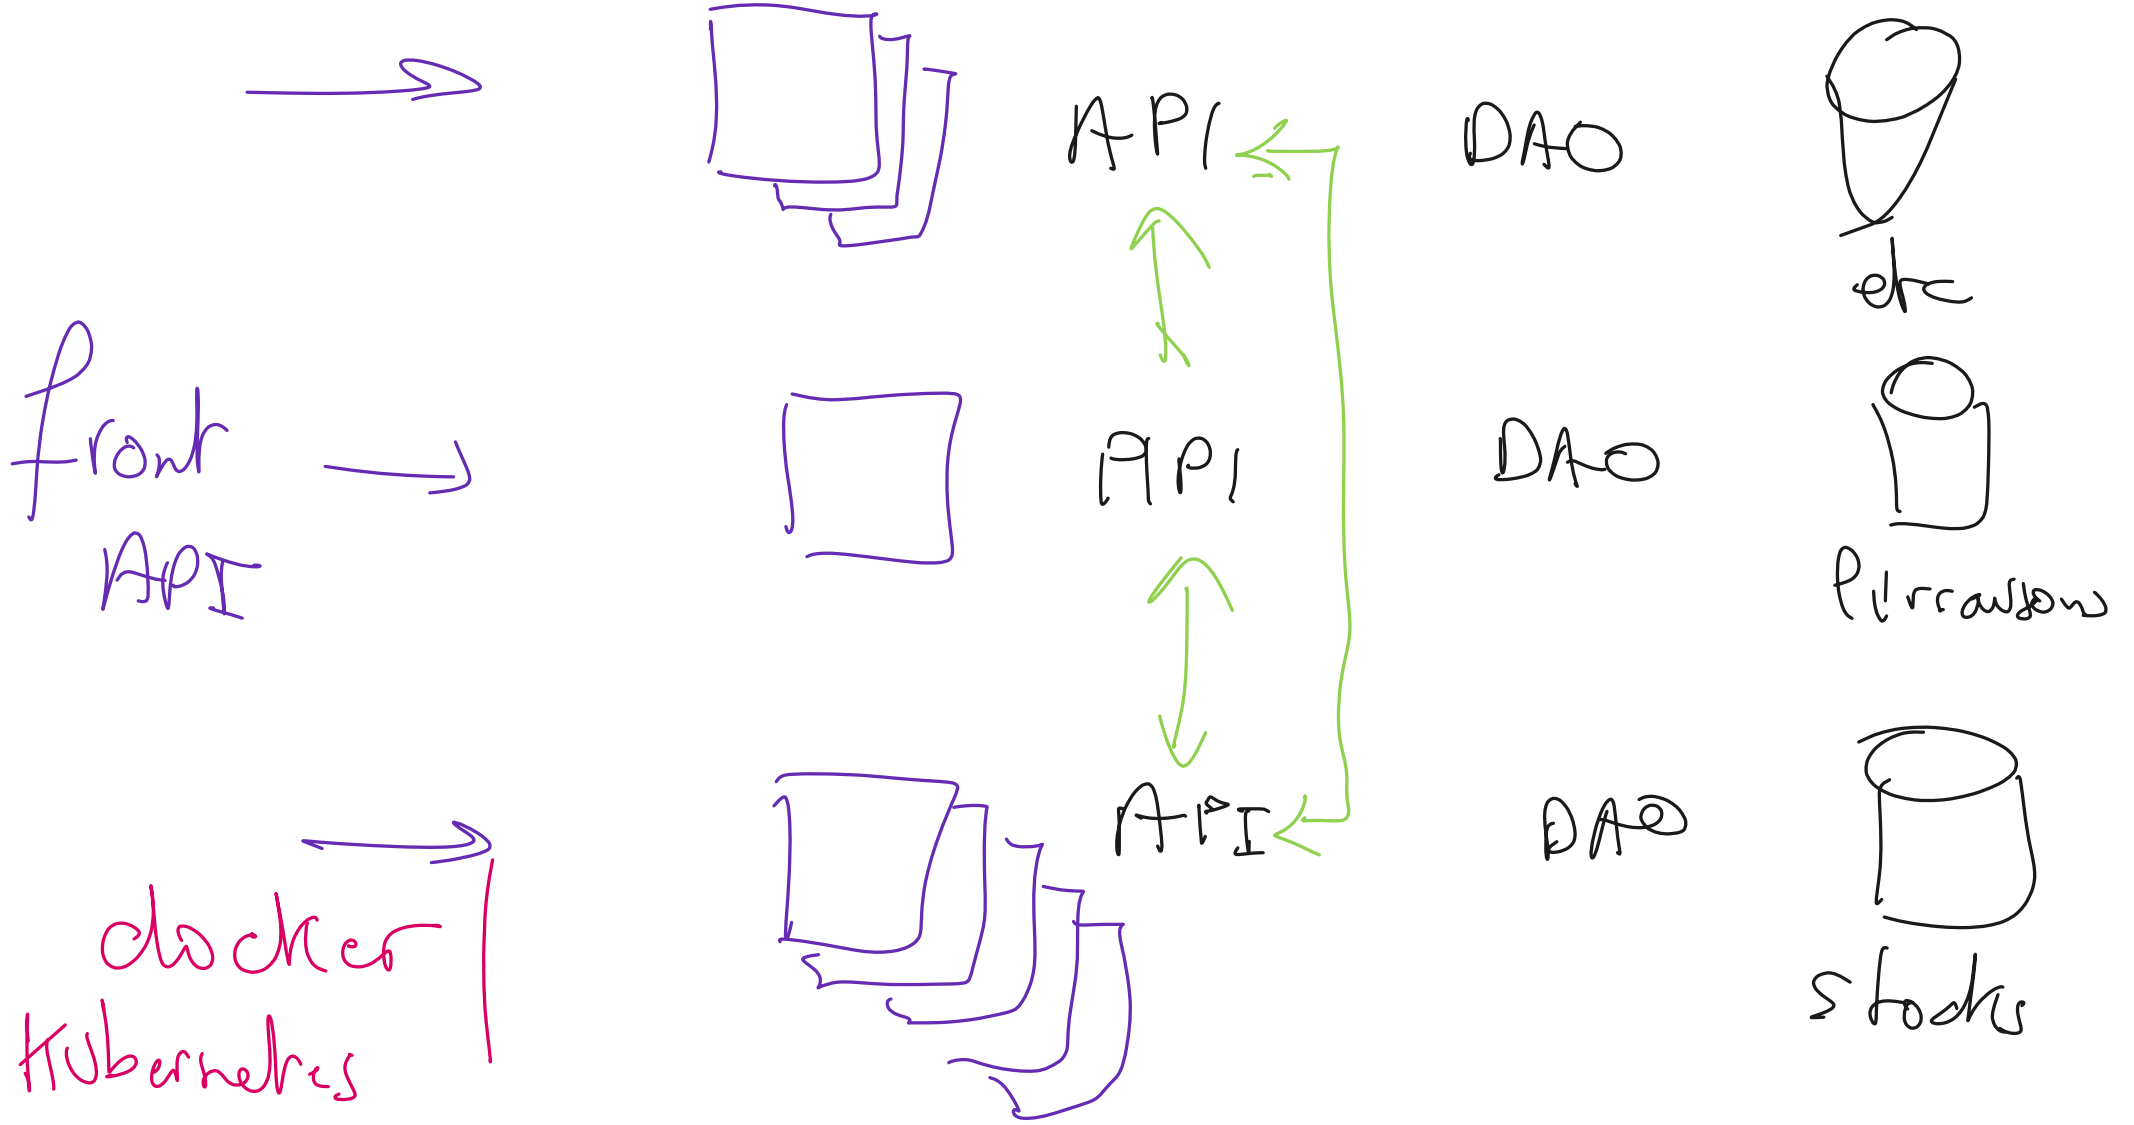 API DAO
etc
front API DAO
API
API DAO
docker
stocks
Kubernetes